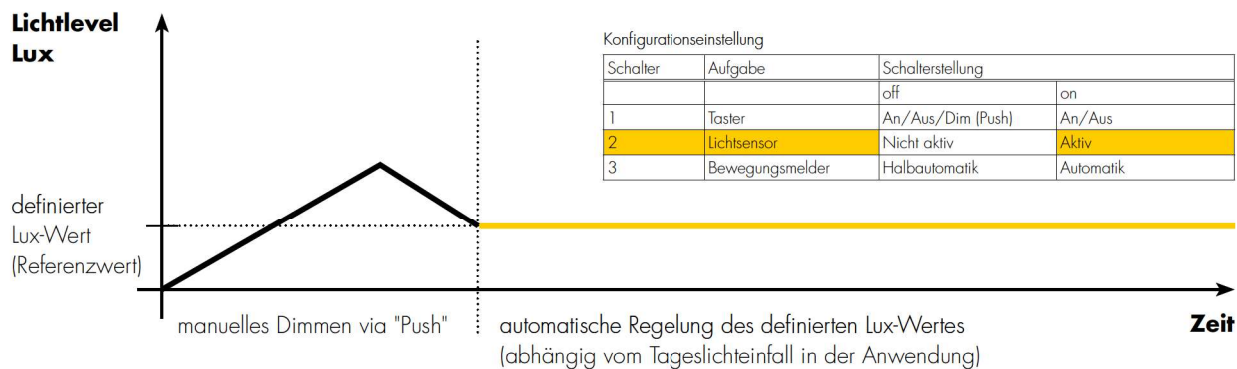 Lichtlevel
Lux
Konfigurationseinstellung
Schalter Aufgabe Schalterstellung
off on
1 Taster An/Aus/Dim (Push) An/Aus
2 Lichtsensor Nicht aktiv Aktiv
3 Bewegungsmelder Halbautomatik Automatik
definierter
Lux-Wert
(Referenzwert)
manuelles Dimmen via "Push"
automatische Regelung des definierten Lux-Wertes
(abhängig vom Tageslichteinfall in der Anwendung)
Zeit